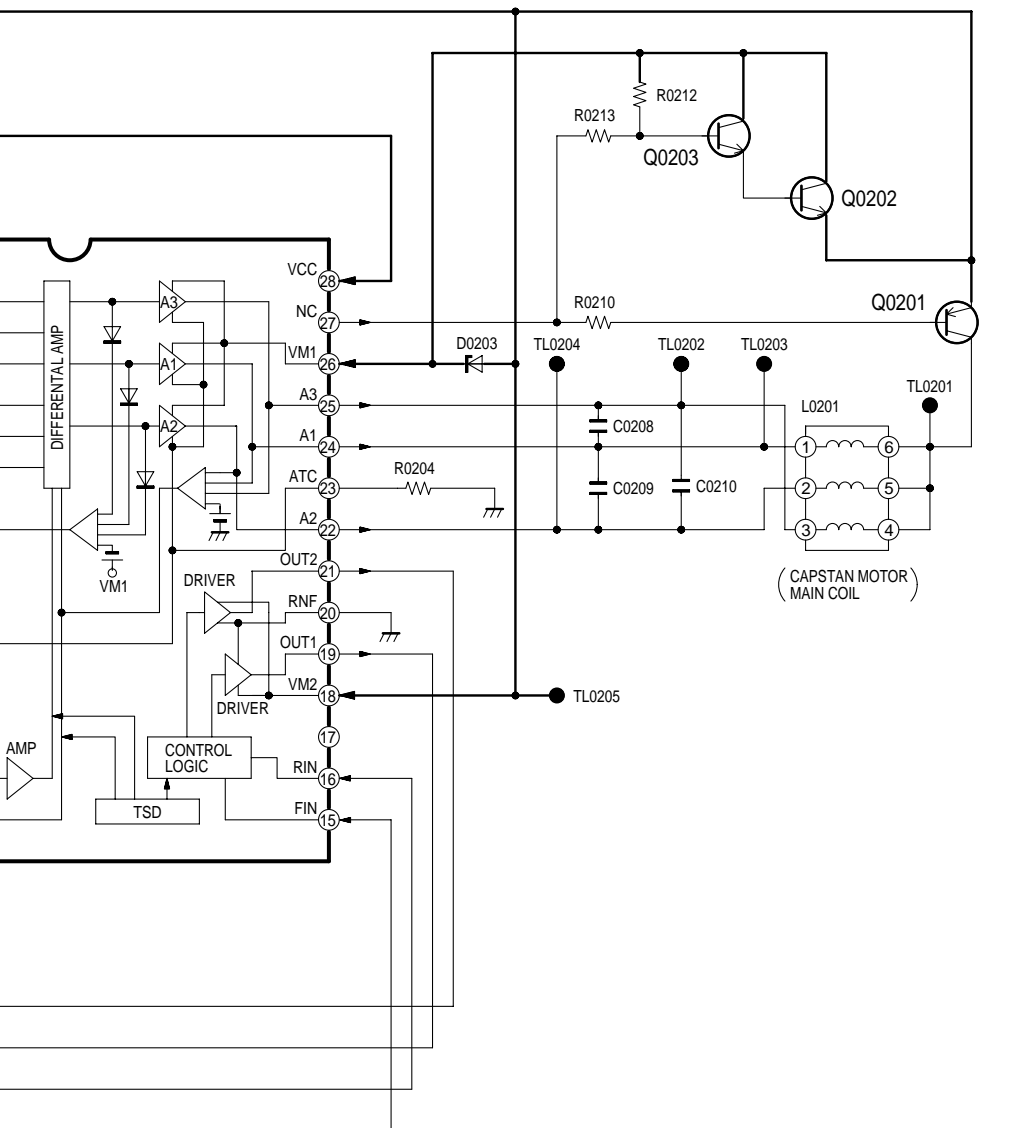 R0212
R0213
Q0203
Q0202
VCC
28
A3
NC
27
R0210
Q0201
VM1
26
D0203
TL0204
TL0202
TL0203
A1
DIFFERENTAL AMP
A3
25
TL0201
L0201
A2
C0208
A1
24
1
6
ATC
23
R0204
C0209
C0210
2
5
A2
22
3
4
VM1
OUT2
21
DRIVER
( CAPSTAN MOTOR
MAIN COIL )
RNF
20
OUT1
19
VM2
18
TL0205
DRIVER
17
AMP
CONTROL
LOGIC
RIN
16
TSD
FIN
15